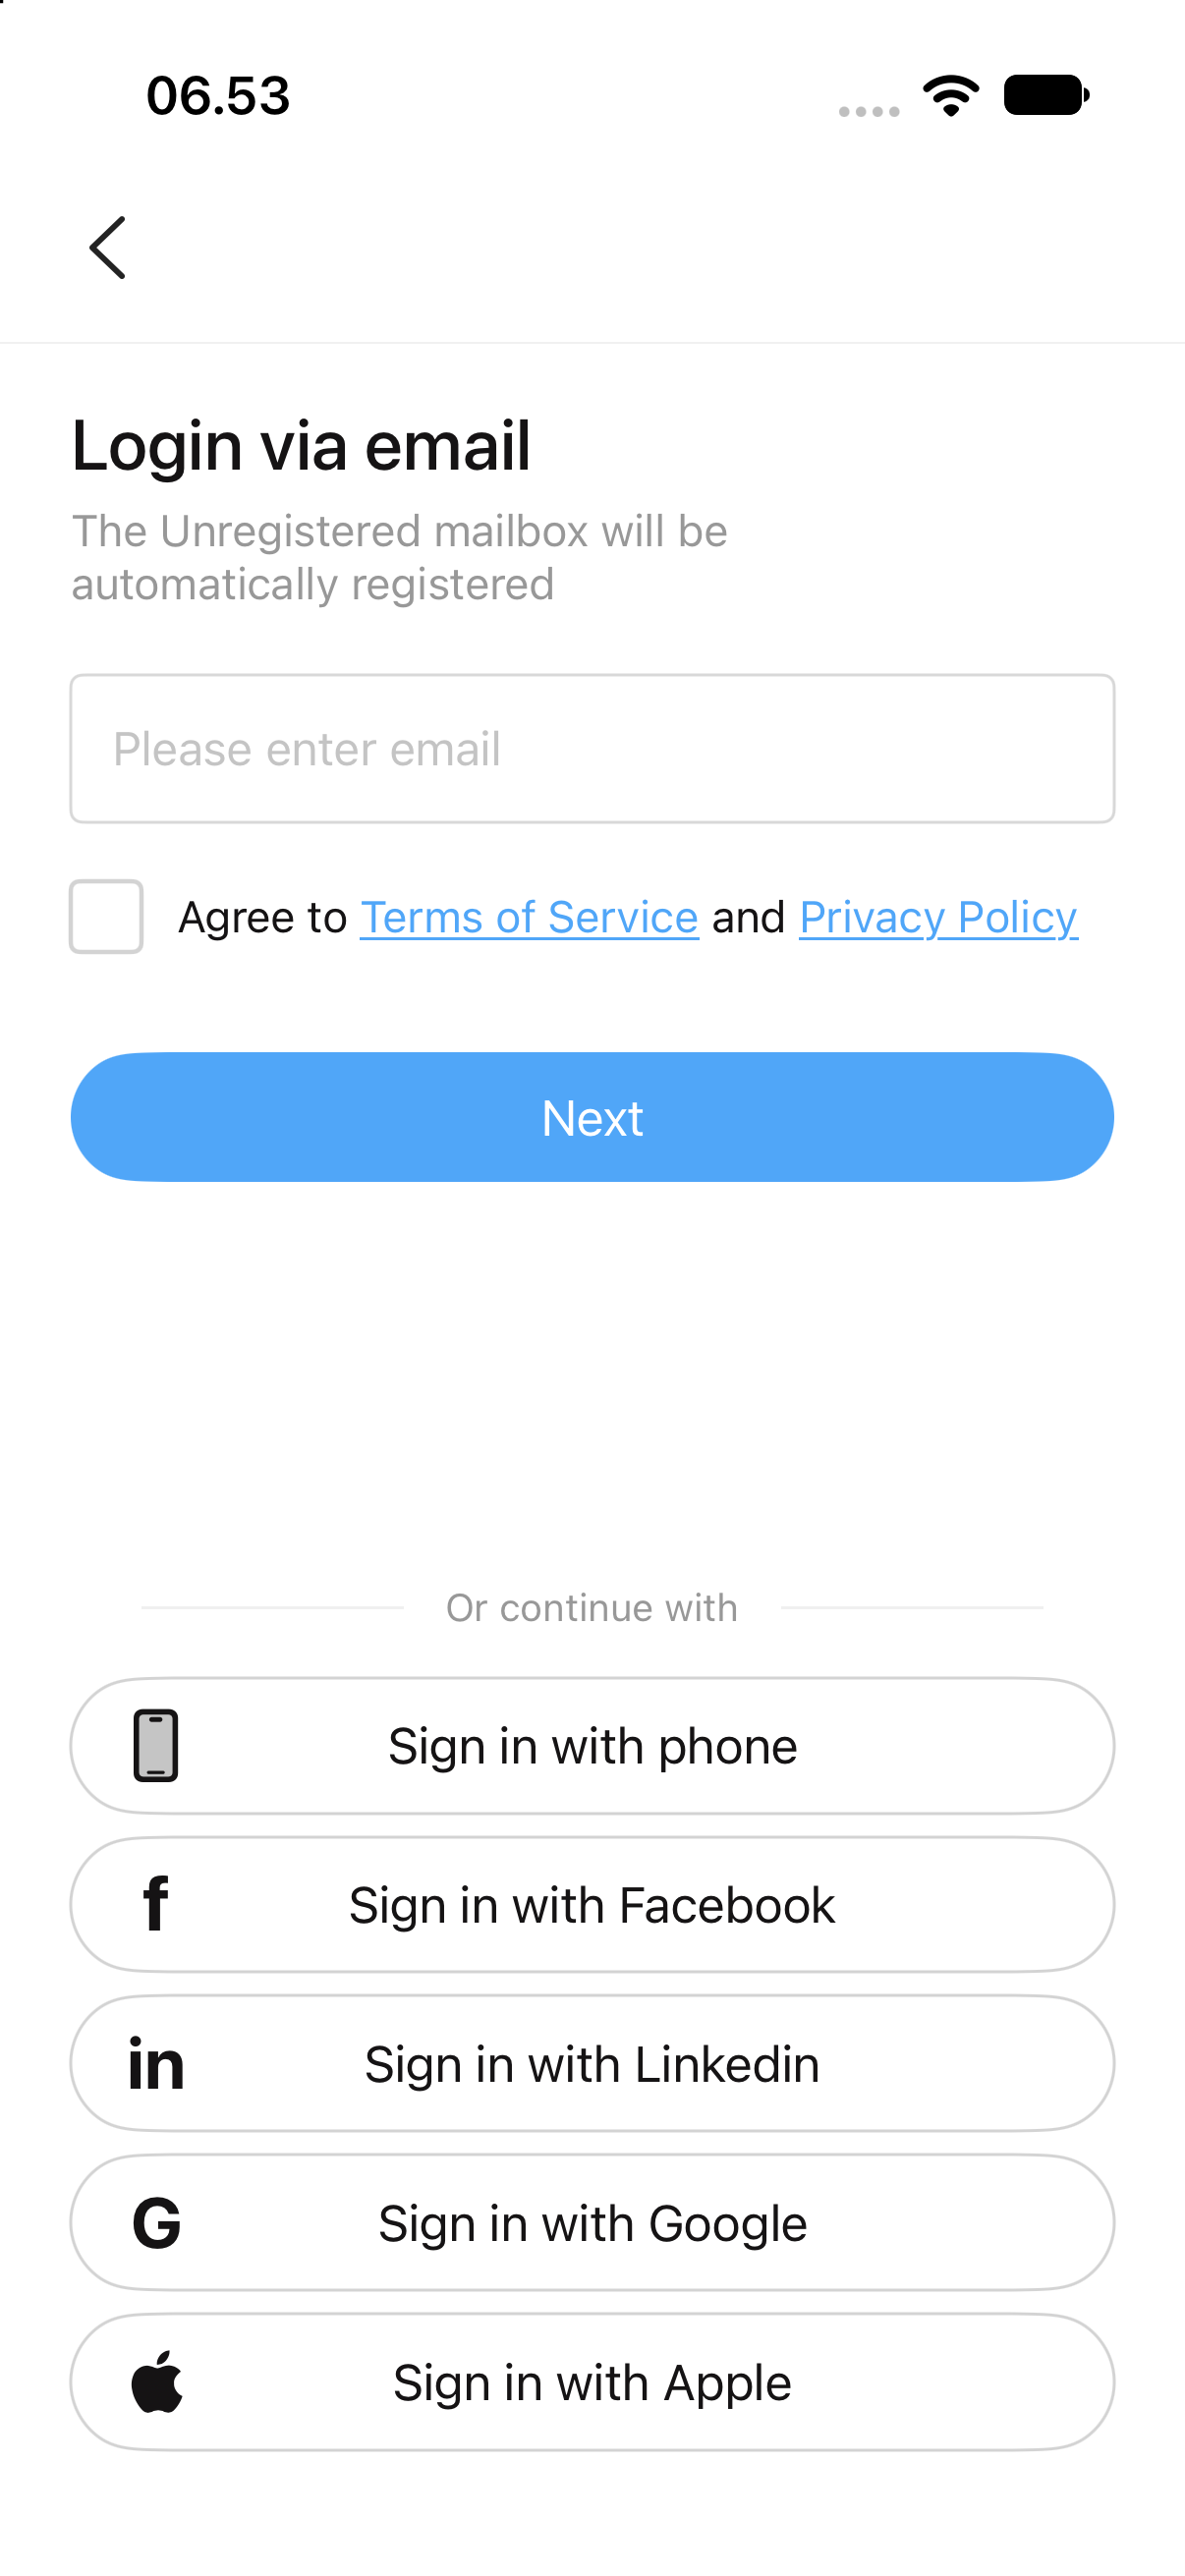 06.53
Login via email
The Unregistered mailbox will be
automatically registered
Please enter email
Agree to Terms of Service and Privacy Policy
Next
Or continue with
Sign in with phone
f Sign in with Facebook
in Sign in with Linkedin
G Sign in with Google
Sign in with Apple